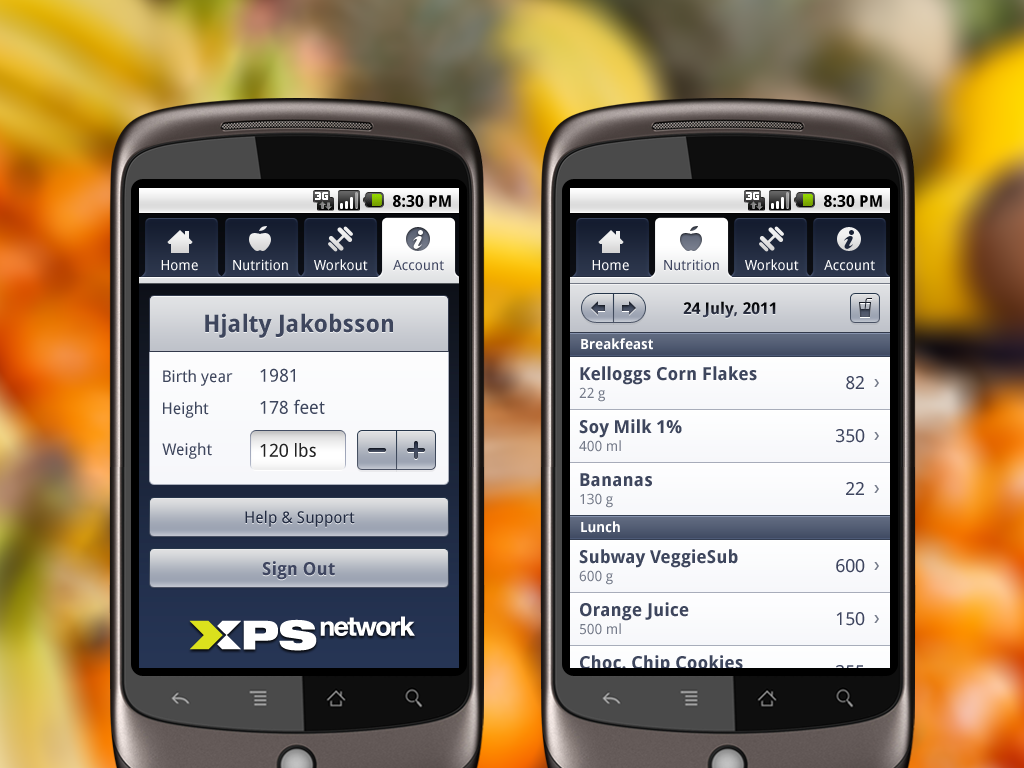 3G 8:30 PM
Home Nutrition Workout Account
Hjalty Jakobsson
Birth year 1981
Height 178 feet
Weight 120 lbs
Help & Support
Sign Out
XPS network
3G 8:30 PM
Home Nutrition Workout Account
24 July, 2011
Breakfeast
Kelloggs Corn Flakes
22 g
82
Soy Milk 1%
400 ml
350
Bananas
130 g
22
Lunch
Subway VeggieSub
600 g
600
Orange Juice
500 ml
150
Choc. Chip Cookies